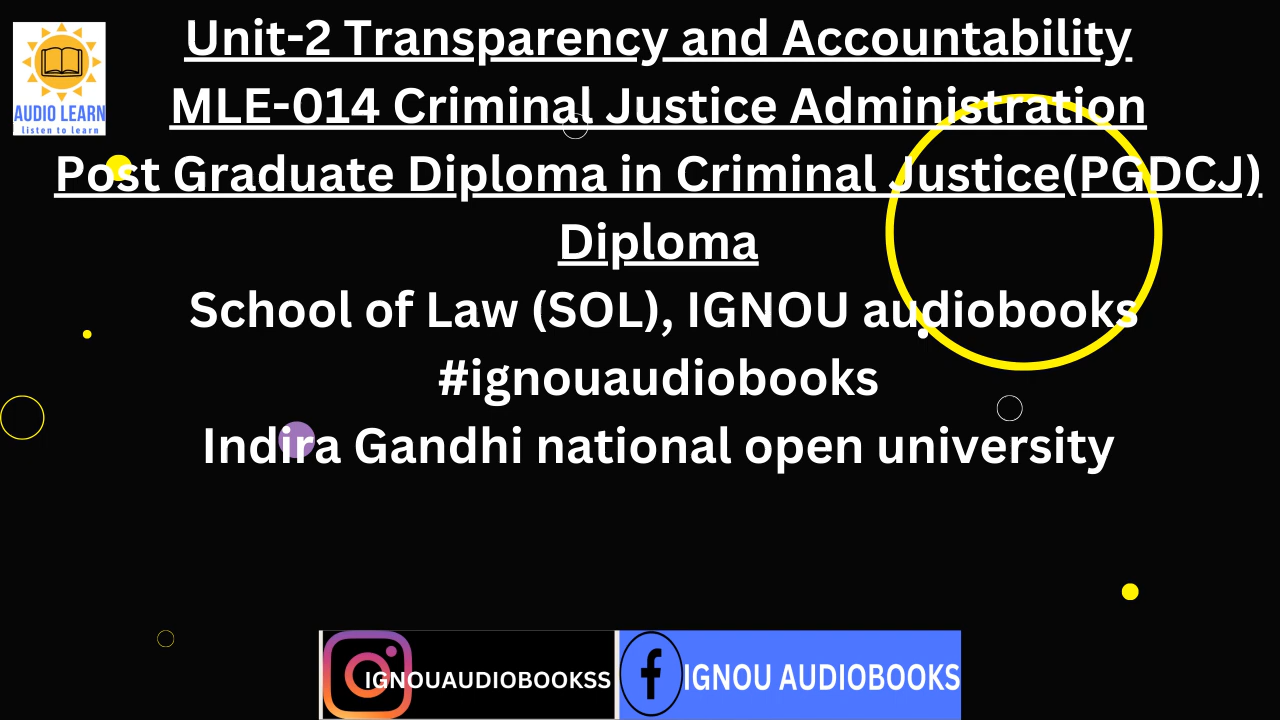 Unit-2 Transparency and Accountability
MLE-014 Criminal Justice Administration
Post Graduate Diploma in Criminal Justice(PGDCJ)
Diploma
School of Law (SOL), IGNOU audiobooks
#ignouaudiobooks
Indira Gandhi national open university
AUDIO LEARN
listen to learn
IGNOUAUDIOBOOKSS
IGNOU AUDIOBOOKS